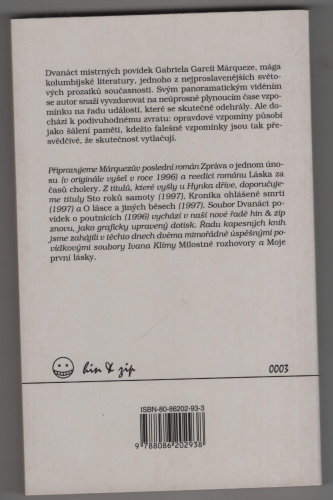 Dvanáct mistrných povídek Gabriela Garcíi Márqueze, mága
kolumbijské literatury, jednoho z nejproslavenějších světo-
vých prozaiků současnosti. Svým panoramatickým viděním
se autor snaží vyvzdorovat na neúprosně plynoucím čase vzpo-
mínku na řadu událostí, které se skutečně odehrály. Ale do-
chází k podivuhodnému zvratu: opravdové vzpomíny působí
jako šálení paměti, kdežto falešné vzpomínky jsou tak pře-
svědčivé, že skutečnost vytlačují.
Připravujeme Márquezův poslední román Zpráva o jednom úno-
su (v originále vyšel v roce 1996) a reedici románu Láska za
časů cholery. Z titulů, které vyšly u Hynka dříve, doporučuje-
me tituly Sto roků samoty (1997), Kronika ohlášené smrti
(1997) a O lásce a jiných běsech (1997). Soubor Dvanáct po-
vídek o poutnících (1996) vychází v naší nové řadě hin & zip
znovu, jako graficky upravený dotisk. Řadu kapesných knih
jsme zahájili v těchto dnech dvěma mimořádně úspěšnými po-
vídkovými soubory Ivana Klímy Milostné rozhovory a Moje
první lásky.
hin & zip
0003
ISBN-80-86202-93-3
9 788086 202938